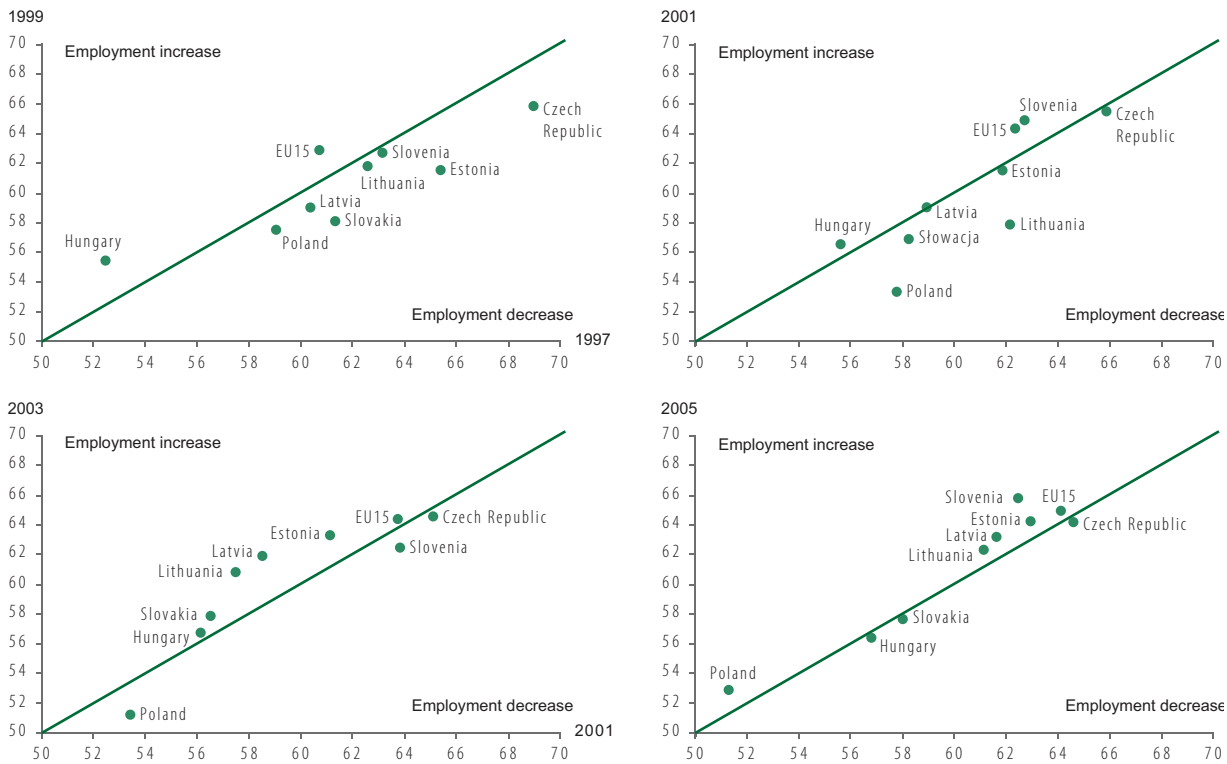 1999
70
Employment increase
68
66
Czech
Republic
64
EU15
Slovenia
62
Lithuania
Estonia
60
Latvia
58
Slovakia
Poland
56
Hungary
54
52
Employment decrease
50
1997
50 52 54 56 58 60 62 64 66 68 70
2001
70
Employment increase
68
66
Slovenia
Czech
Republic
64
EU15
62
Estonia
60
Latvia
58
Hungary
Lithuania
Słowacja
56
54
Poland
52
Employment decrease
50
50 52 54 56 58 60 62 64 66 68 70
2003
70
Employment increase
68
66
EU15
Czech Republic
64
Estonia
Slovenia
62
Latvia
Lithuania
60
58
Slovakia
Hungary
56
54
52
Poland
Employment decrease
50
2001
50 52 54 56 58 60 62 64 66 68 70
2005
70
Employment increase
68
66
Slovenia
EU15
64
Estonia
Czech Republic
Latvia
62
Lithuania
60
58
Slovakia
56
Hungary
54
Poland
52
Employment decrease
50
50 52 54 56 58 60 62 64 66 68 70